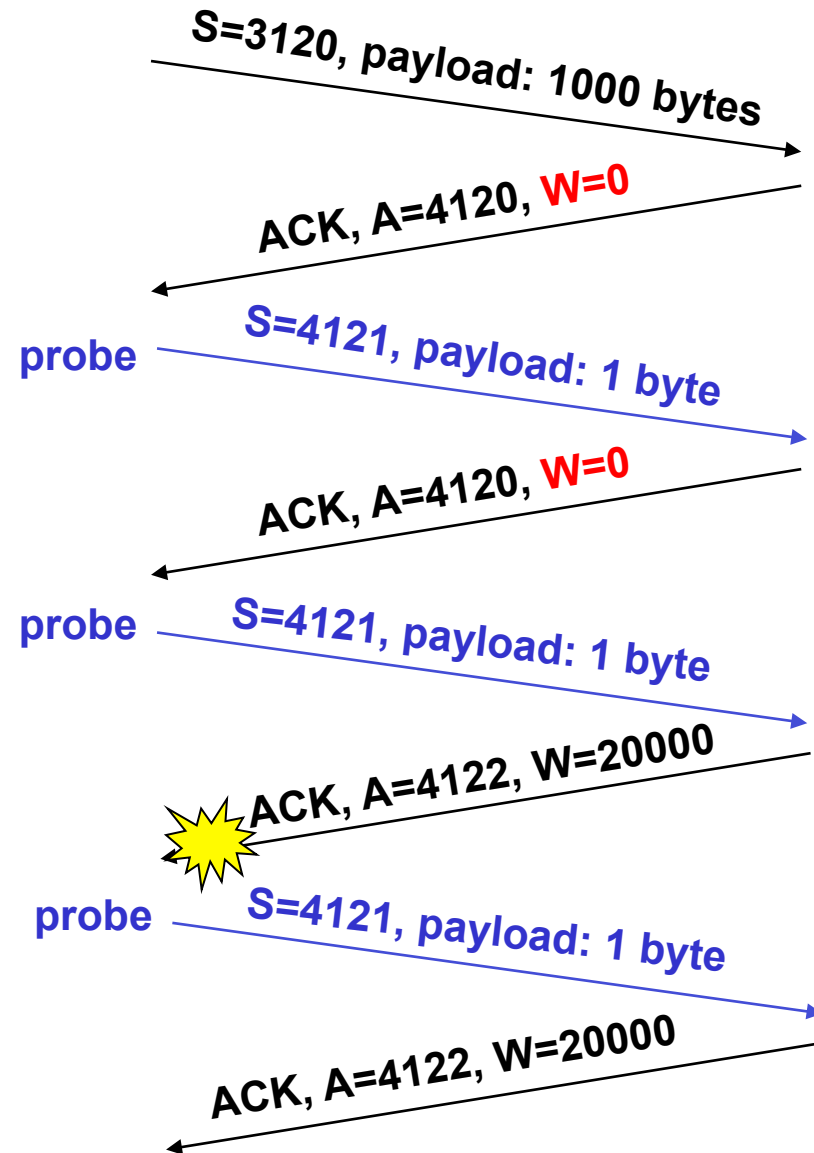 S=3120, payload: 1000 bytes
ACK, A=4120, W=0
probe
S=4121, payload: 1 byte
ACK, A=4120, W=0
probe
S=4121, payload: 1 byte
ACK, A=4122, W=20000
probe
S=4121, payload: 1 byte
ACK, A=4122, W=20000